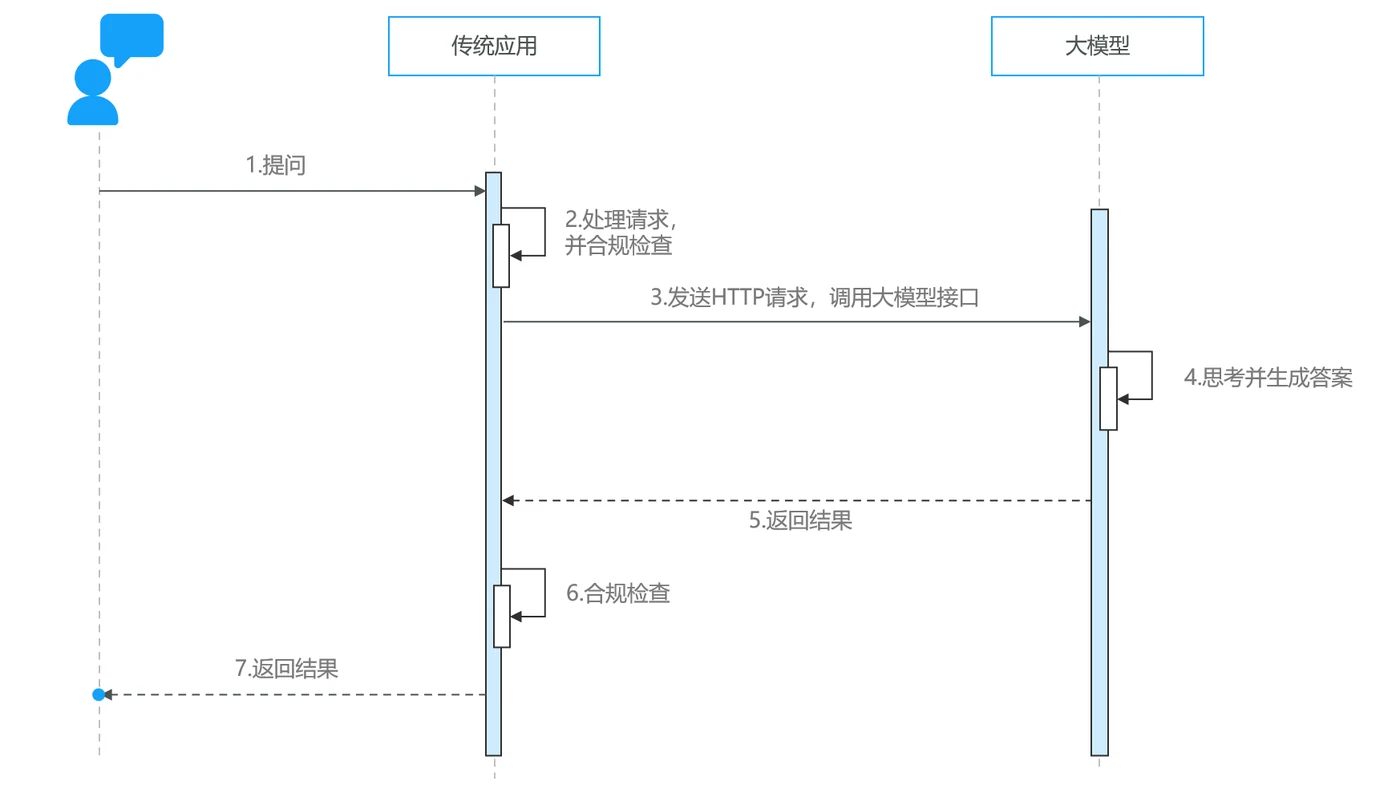 传统应用
大模型
1.提问
2.处理请求，
并合规检查
3.发送HTTP请求，调用大模型接口
4.思考并生成答案
5.返回结果
6.合规检查
7.返回结果